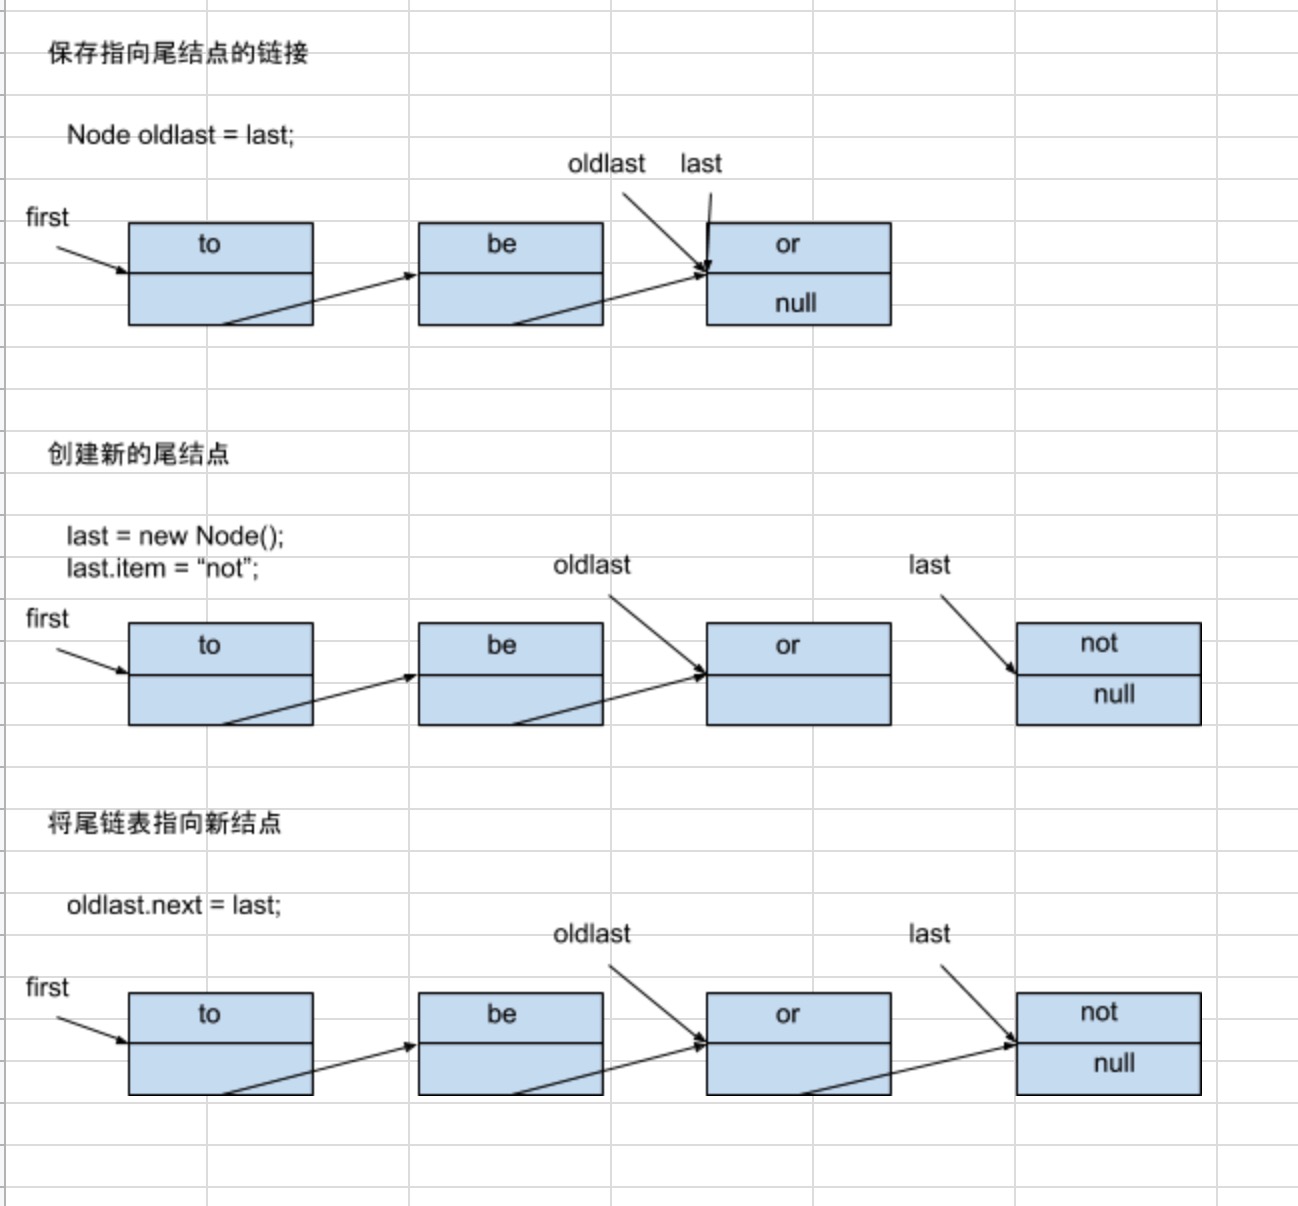 保存指向尾结点的链接
Node oldlast = last;
oldlast last
first
to be or
null
创建新的尾结点
last = new Node();
last.item = “not”;
oldlast last
first
to be or not
null
将尾链表指向新结点
oldlast.next = last;
oldlast last
first
to be or not
null